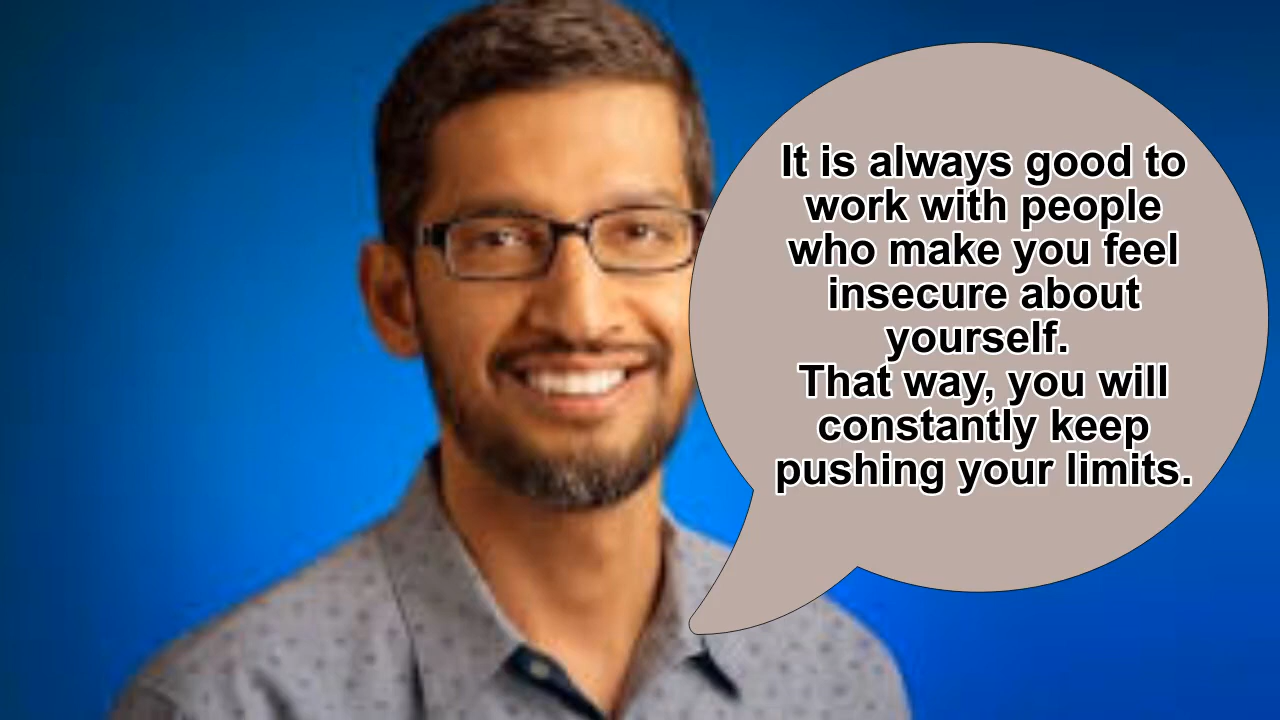 It is always good to
work with people
who make you feel
insecure about
yourself.
That way, you will
constantly keep
pushing your limits.